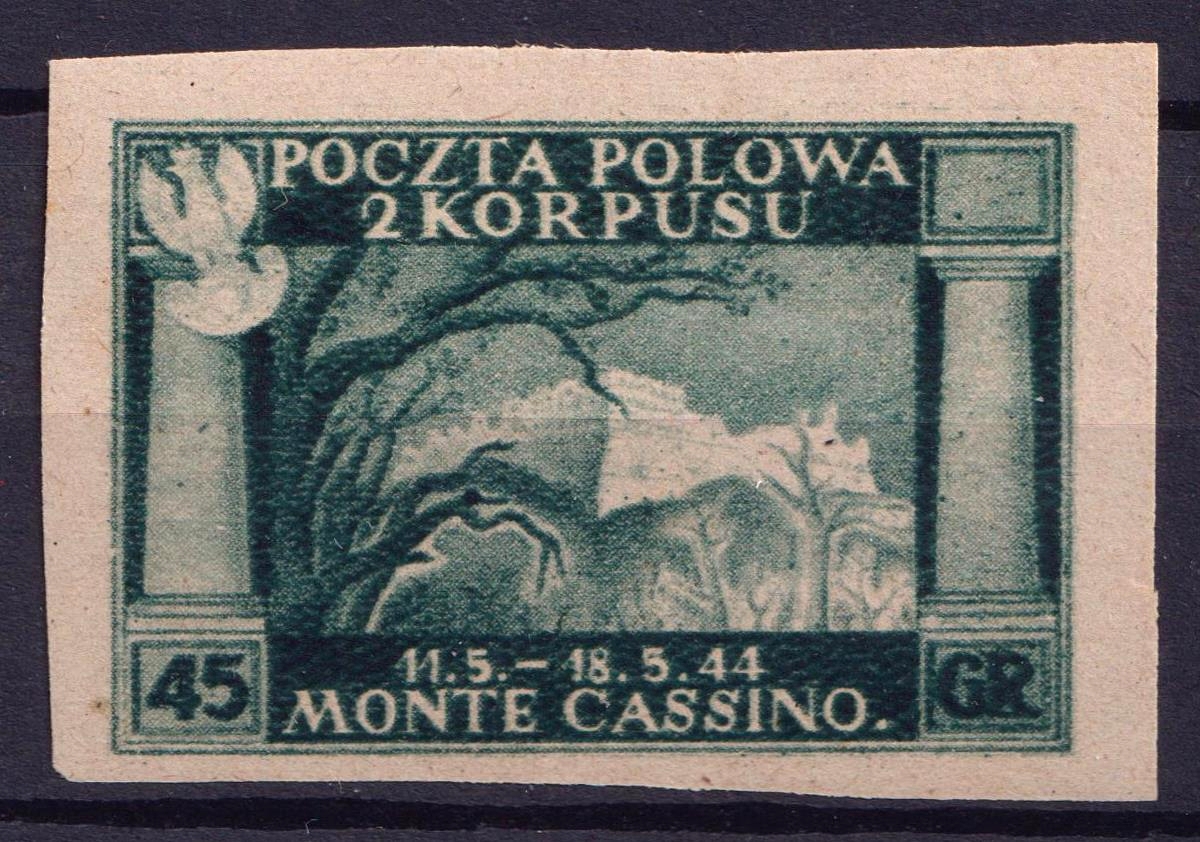 POCZTA POLOWA
2 KORPUSU
11.5.– 18.5.44
45 MONTE CASSINO. GR